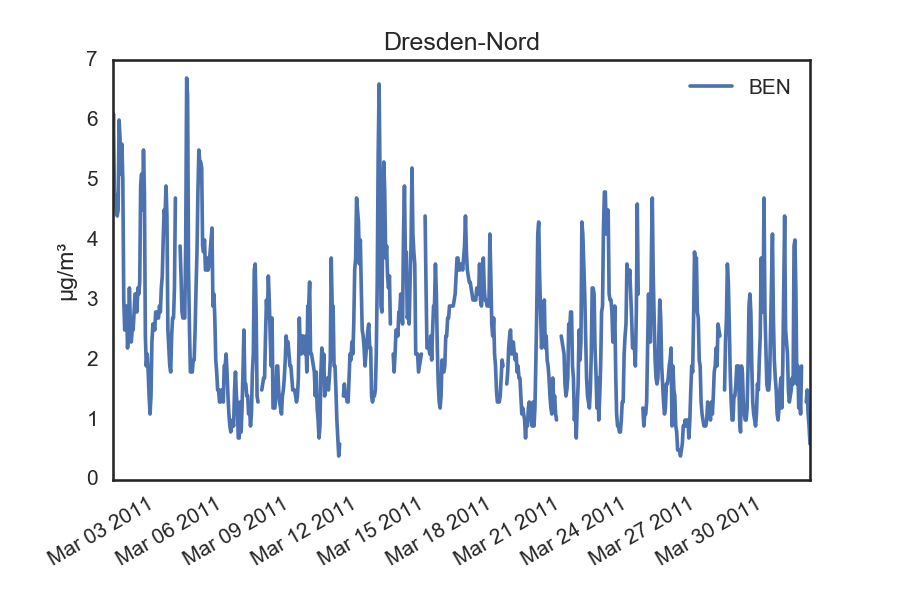 Dresden-Nord
7
6
5
4
3
2
1
0
µg/m³
BEN
Mar 03 2011
Mar 06 2011
Mar 09 2011
Mar 12 2011
Mar 15 2011
Mar 18 2011
Mar 21 2011
Mar 24 2011
Mar 27 2011
Mar 30 2011